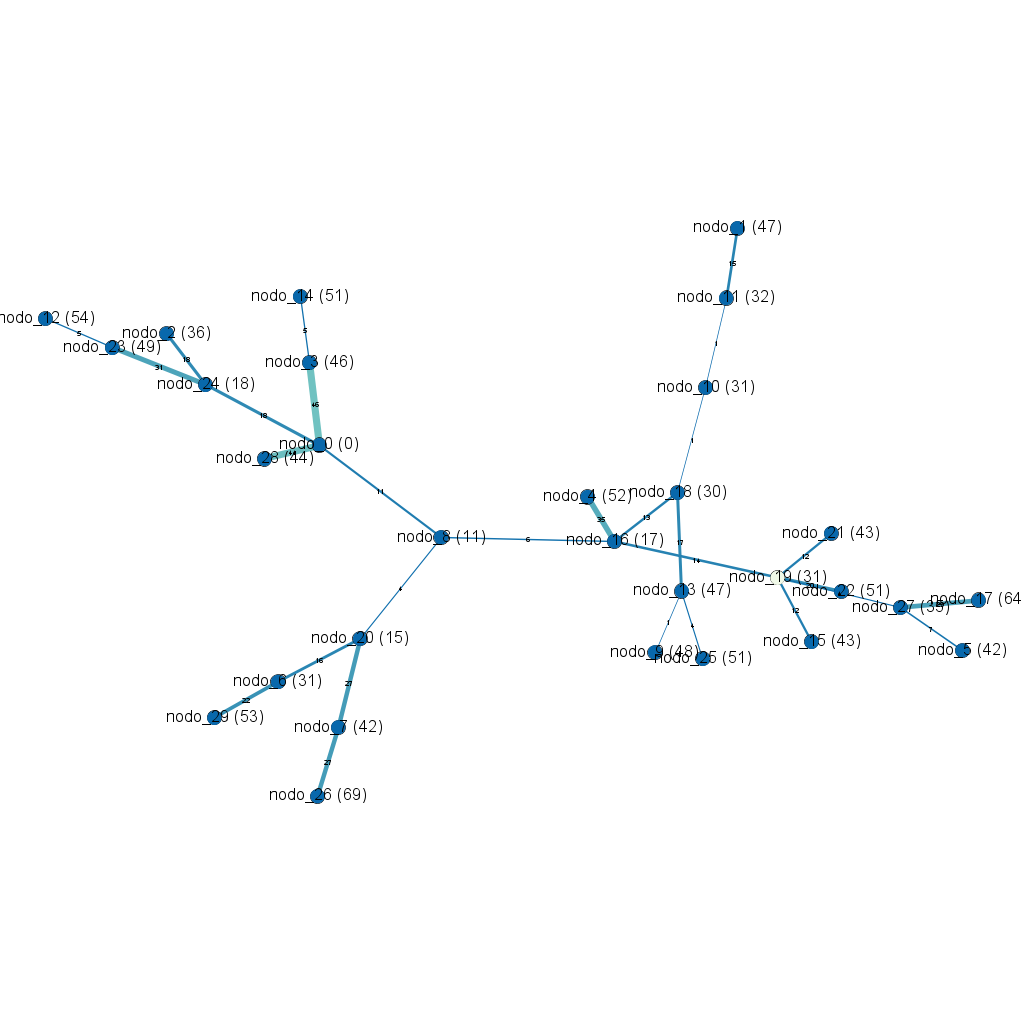 nodo_1 (47)
15
nodo_14 (51)
nodo_11 (32)
nodo_12 (54)
5
nodo_2 (36)
5
nodo_23 (49)
1
18
nodo_3 (46)
31
nodo_24 (18)
nodo_10 (31)
46
18
1
nodo_0 (0)
44
nodo_28 (44)
11
nodo_4 (52)
nodo_18 (30)
35
13
nodo_21 (43)
nodo_8 (11)
6
nodo_16 (17)
17
12
14
nodo_19 (31)
20
nodo_13 (47)
4
nodo_22 (51)
nodo_17 (64
nodo_27 (35)
12
1
4
7
nodo_20 (15)
nodo_15 (43)
nodo_5 (42)
nodo_9 (48)
nodo_25 (51)
16
nodo_6 (31)
27
22
nodo_29 (53)
nodo_7 (42)
27
nodo_26 (69)